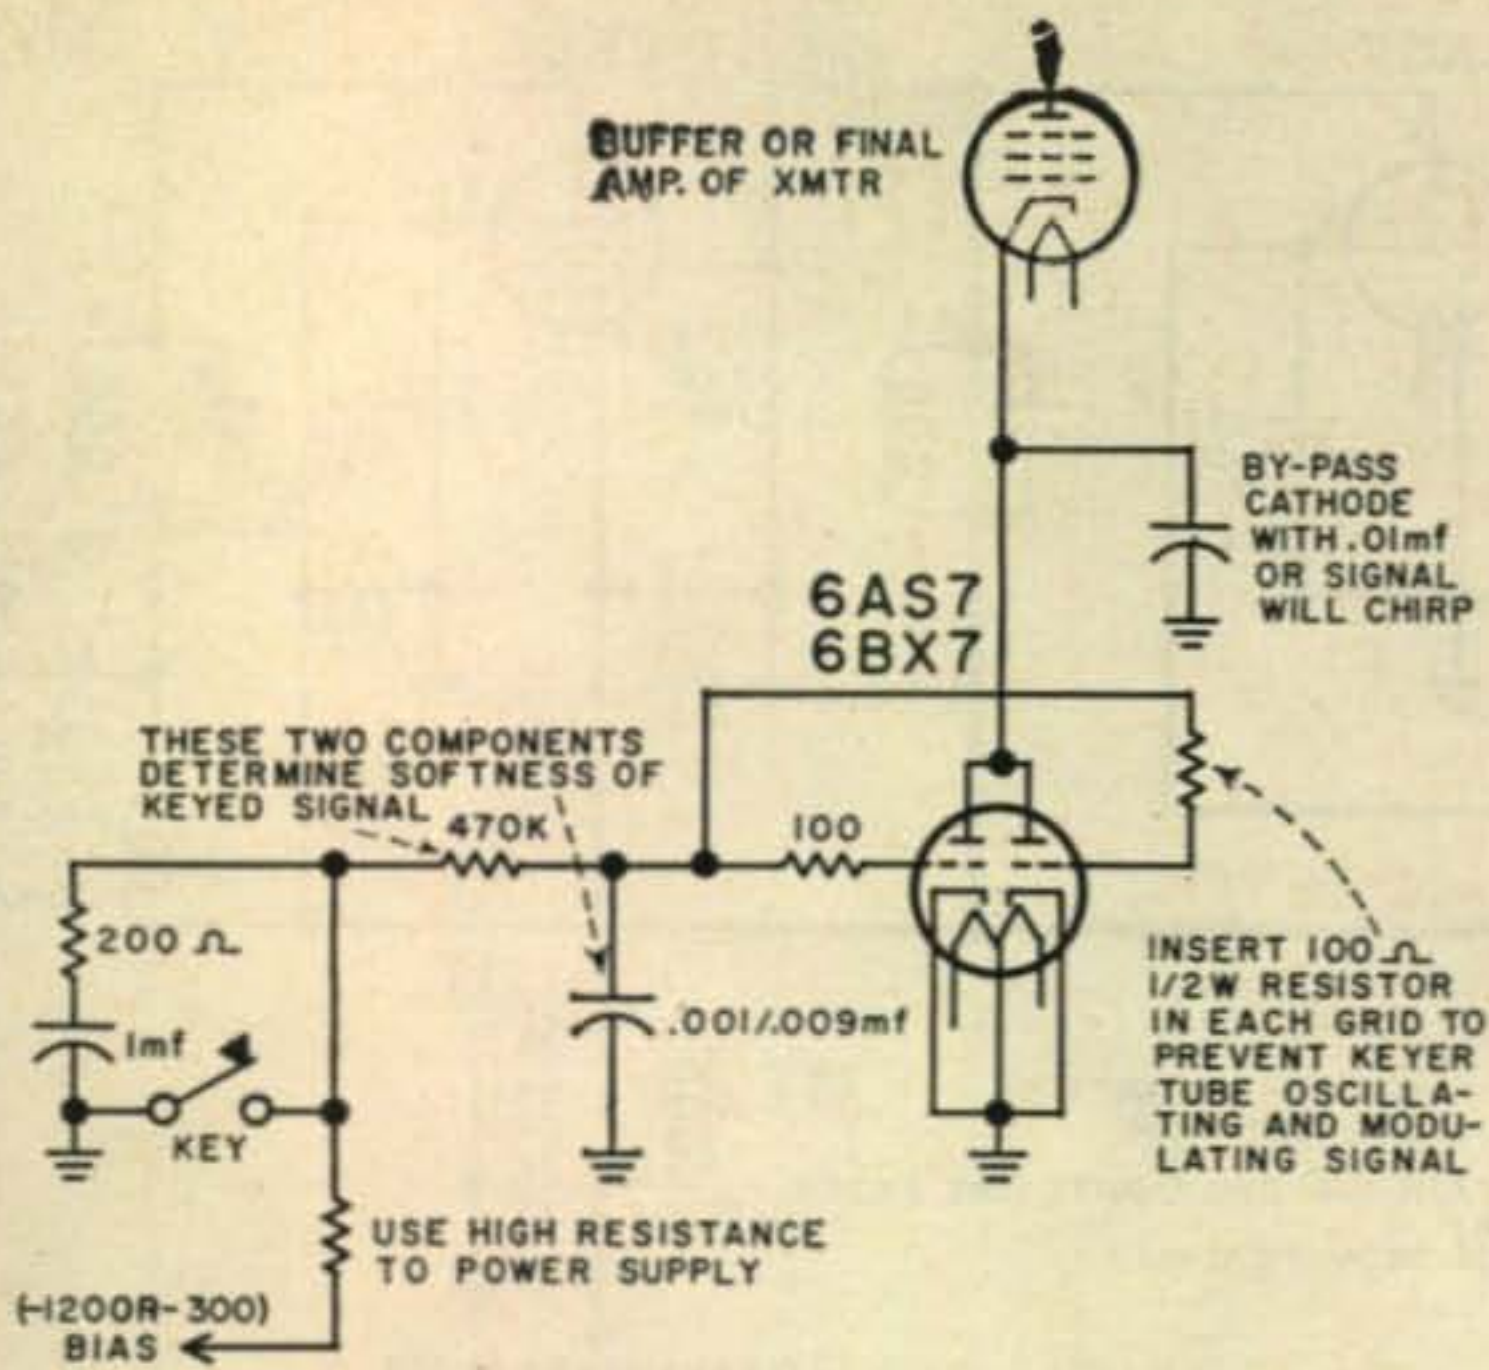 BUFFER OR FINAL
AMP. OF XMTR
BY-PASS
CATHODE
WITH .01mf
OR SIGNAL
WILL CHIRP
6AS7
6BX7
THESE TWO COMPONENTS
DETERMINE SOFTNESS OF
KEYED SIGNAL
470K
100
200 Ω
1mf
KEY
.001/.009mf
INSERT 100 Ω
1/2W RESISTOR
IN EACH GRID TO
PREVENT KEYER
TUBE OSCILLA-
TING AND MODU-
LATING SIGNAL
USE HIGH RESISTANCE
TO POWER SUPPLY
(-120OR-300)
BIAS